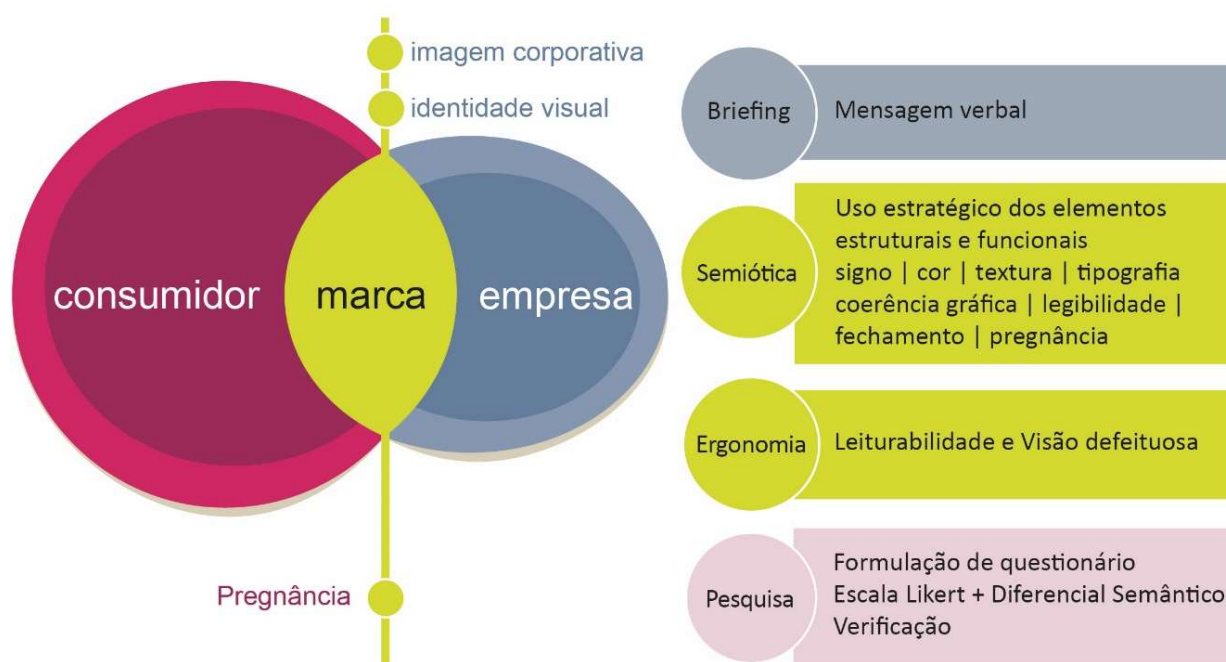 imagem corporativa
identidade visual
consumidor
marca
empresa
Pregnância
Briefing
Mensagem verbal
Semiótica
Uso estratégico dos elementos
estruturais e funcionais
signo | cor | textura | tipografia
coerência gráfica | legibilidade |
fechamento | pregnância
Ergonomia
Leiturabilidade e Visão defeituosa
Pesquisa
Formulação de questionário
Escala Likert + Diferencial Semântico
Verificação